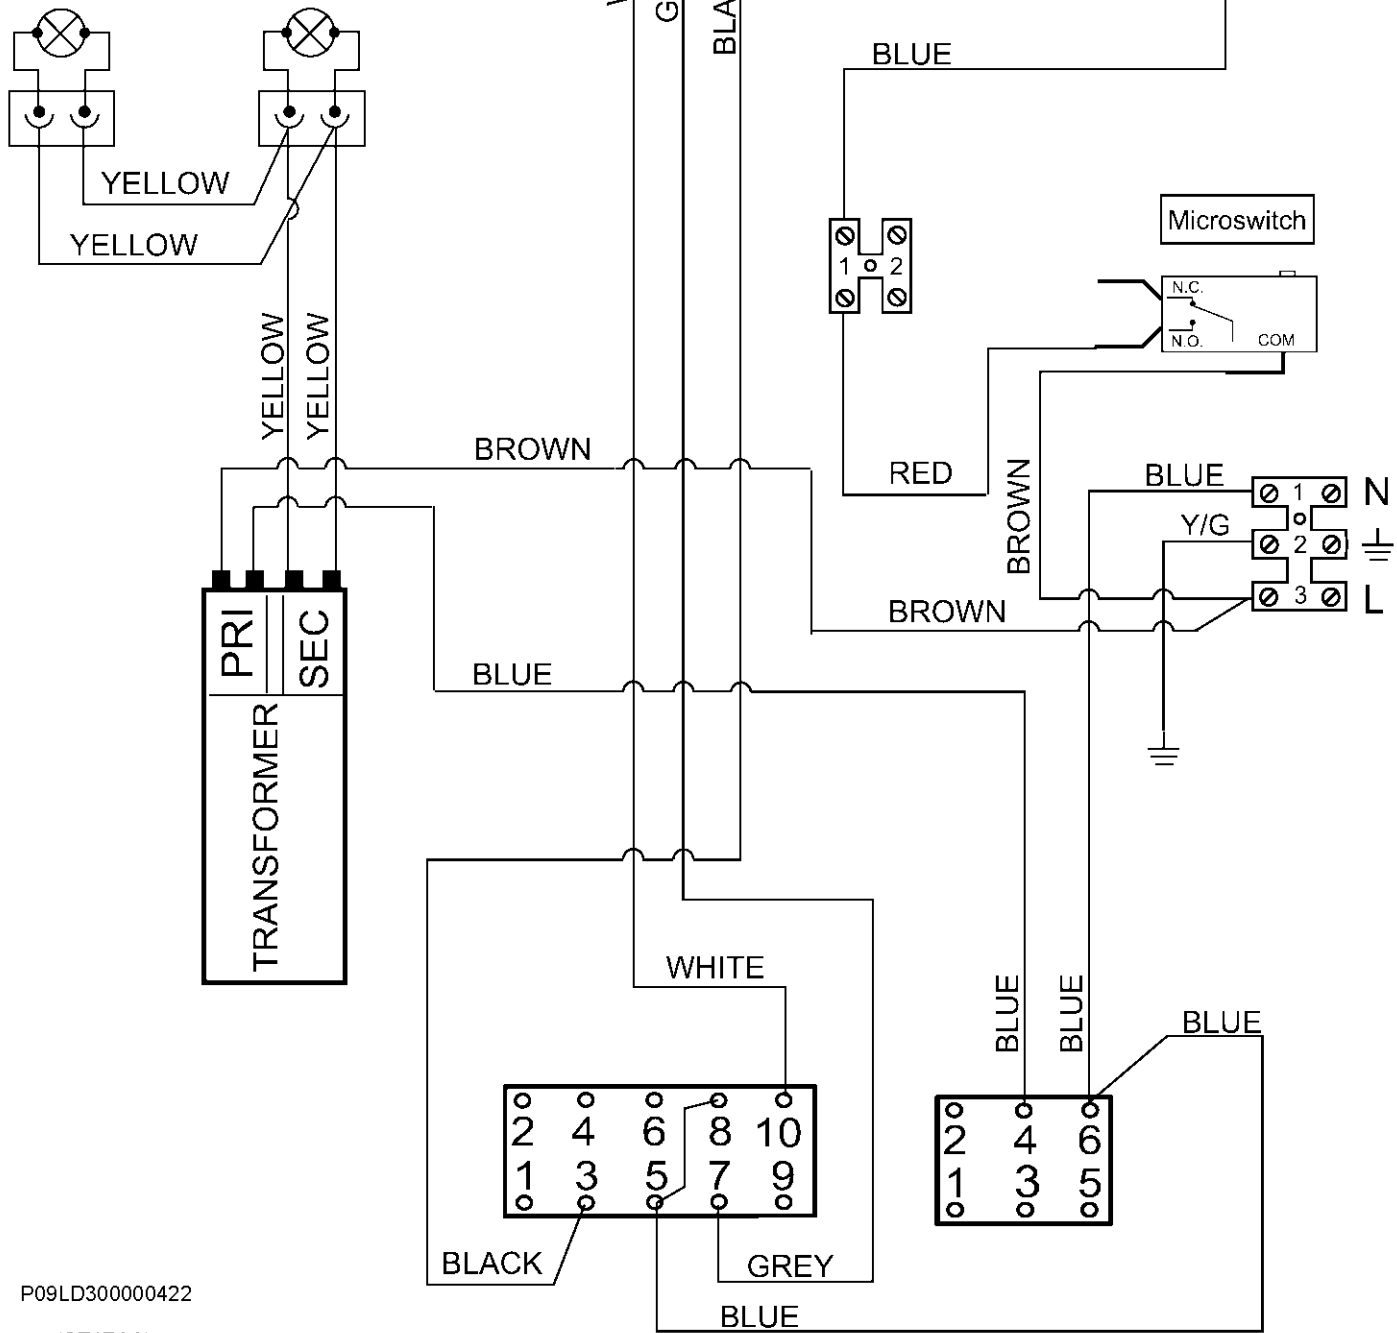 BLUE
YELLOW
YELLOW
Microswitch
1 2
N.C.
N.O.
COM
YELLOW
YELLOW
BROWN
RED
BROWN
BLUE
1
N
Y/G
2
3
L
BROWN
PRI
SEC
TRANSFORMER
BLUE
WHITE
BLUE
BLUE
BLUE
2 4 6 8 10
1 3 5 7 9
2 4 6
1 3 5
BLACK
GREY
BLUE
P09LD300000422